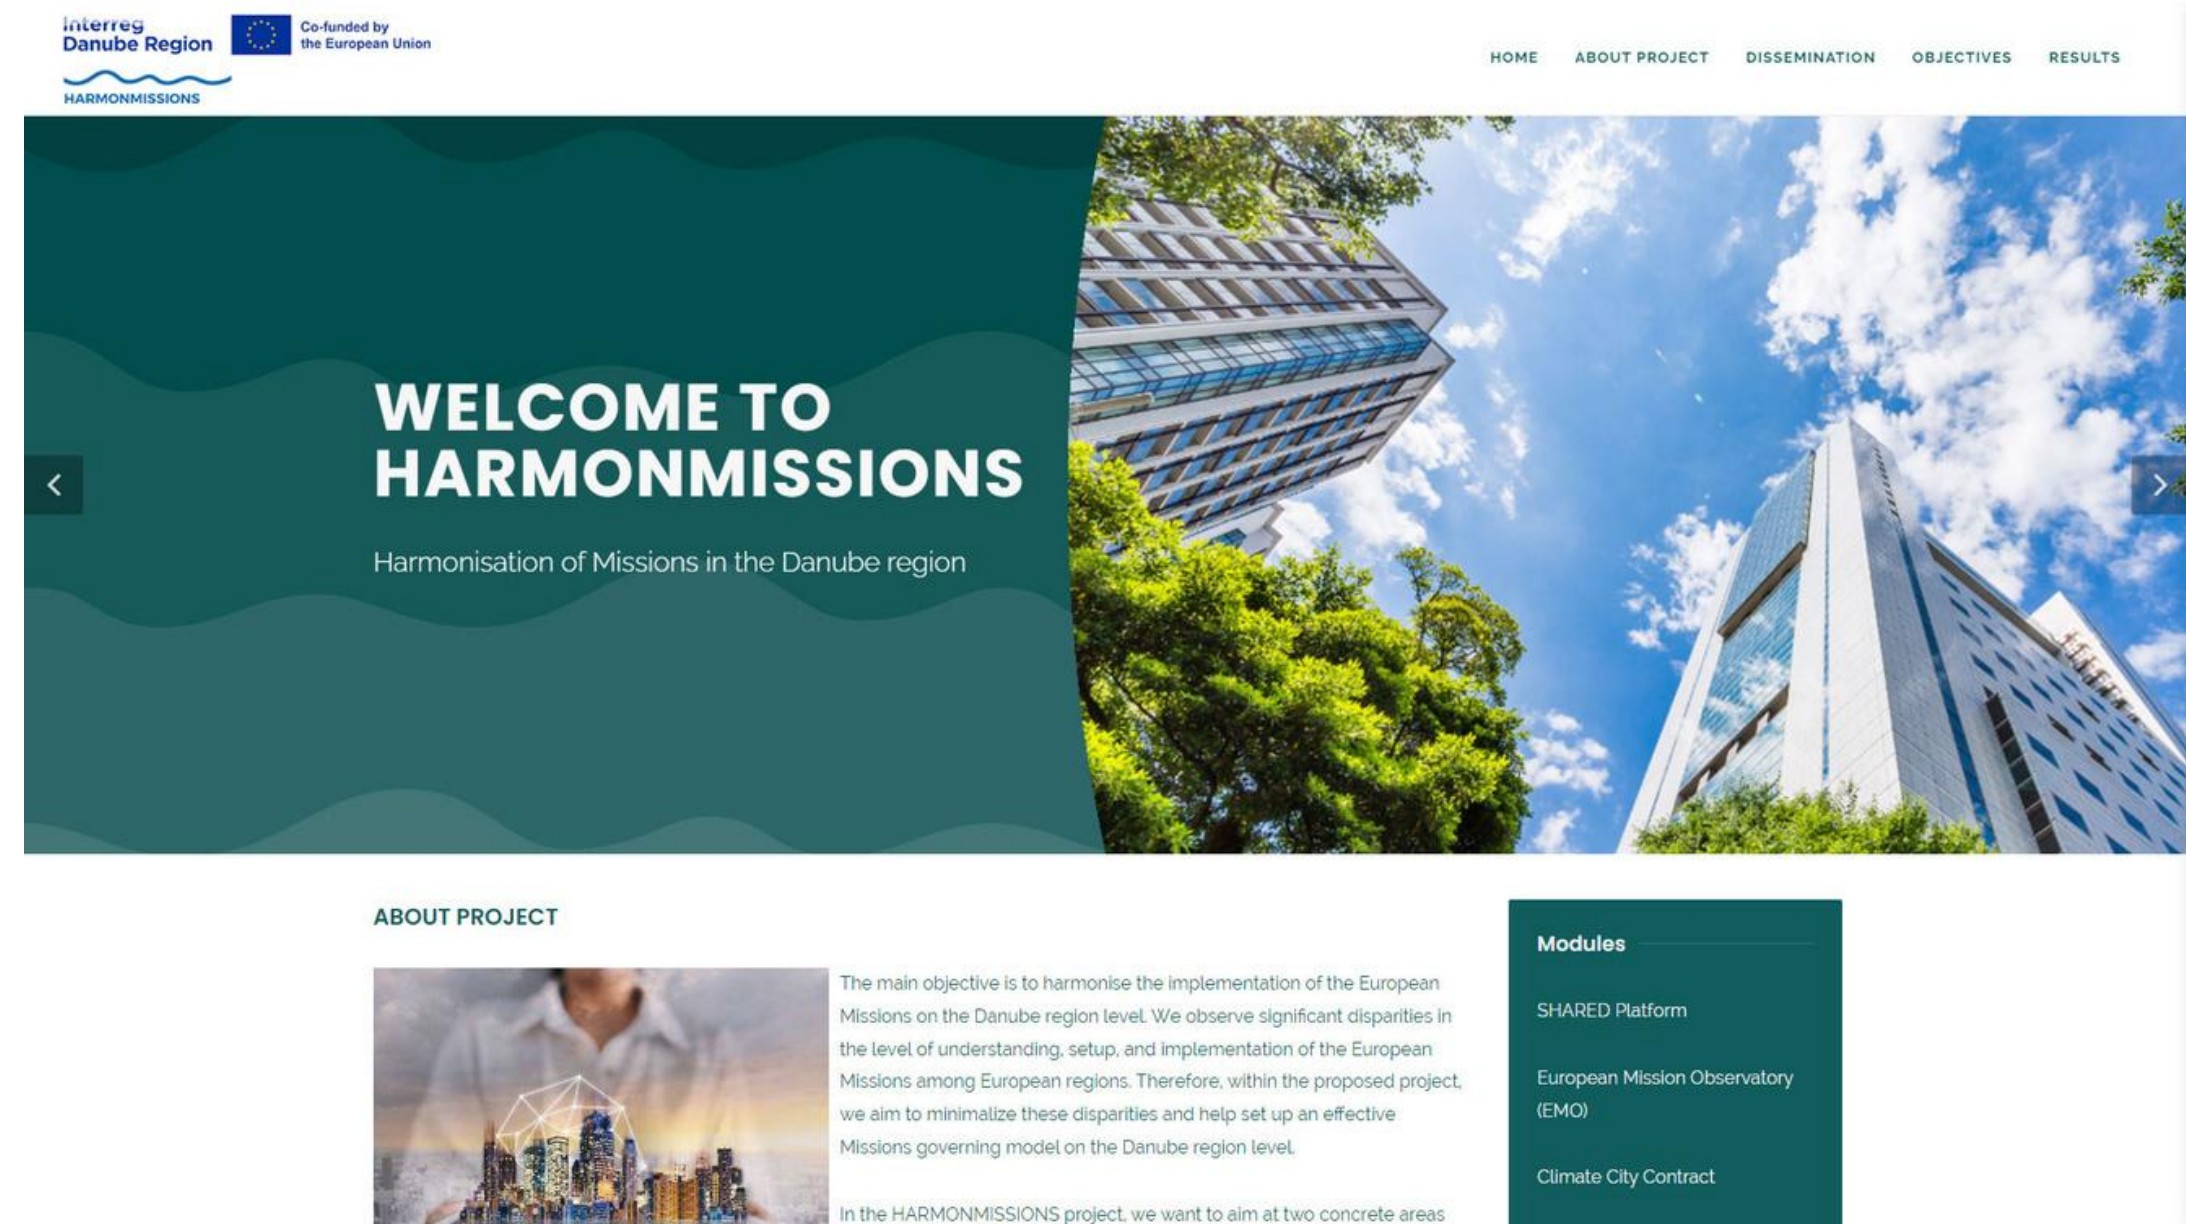 Interreg
Danube Region
Co-funded by
the European Union
HARMONMISSIONS
HOME ABOUT PROJECT DISSEMINATION OBJECTIVES RESULTS
WELCOME TO
HARMONMISSIONS
Harmonisation of Missions in the Danube region
ABOUT PROJECT
The main objective is to harmonise the implementation of the European
Missions on the Danube region level. We observe significant disparities in
the level of understanding, setup, and implementation of the European
Missions among European regions. Therefore, within the proposed project,
we aim to minimalize these disparities and help set up an effective
Missions governing model on the Danube region level.
In the HARMONMISSIONS project, we want to aim at two concrete areas
Modules
SHARED Platform
European Mission Observatory
(EMO)
Climate City Contract